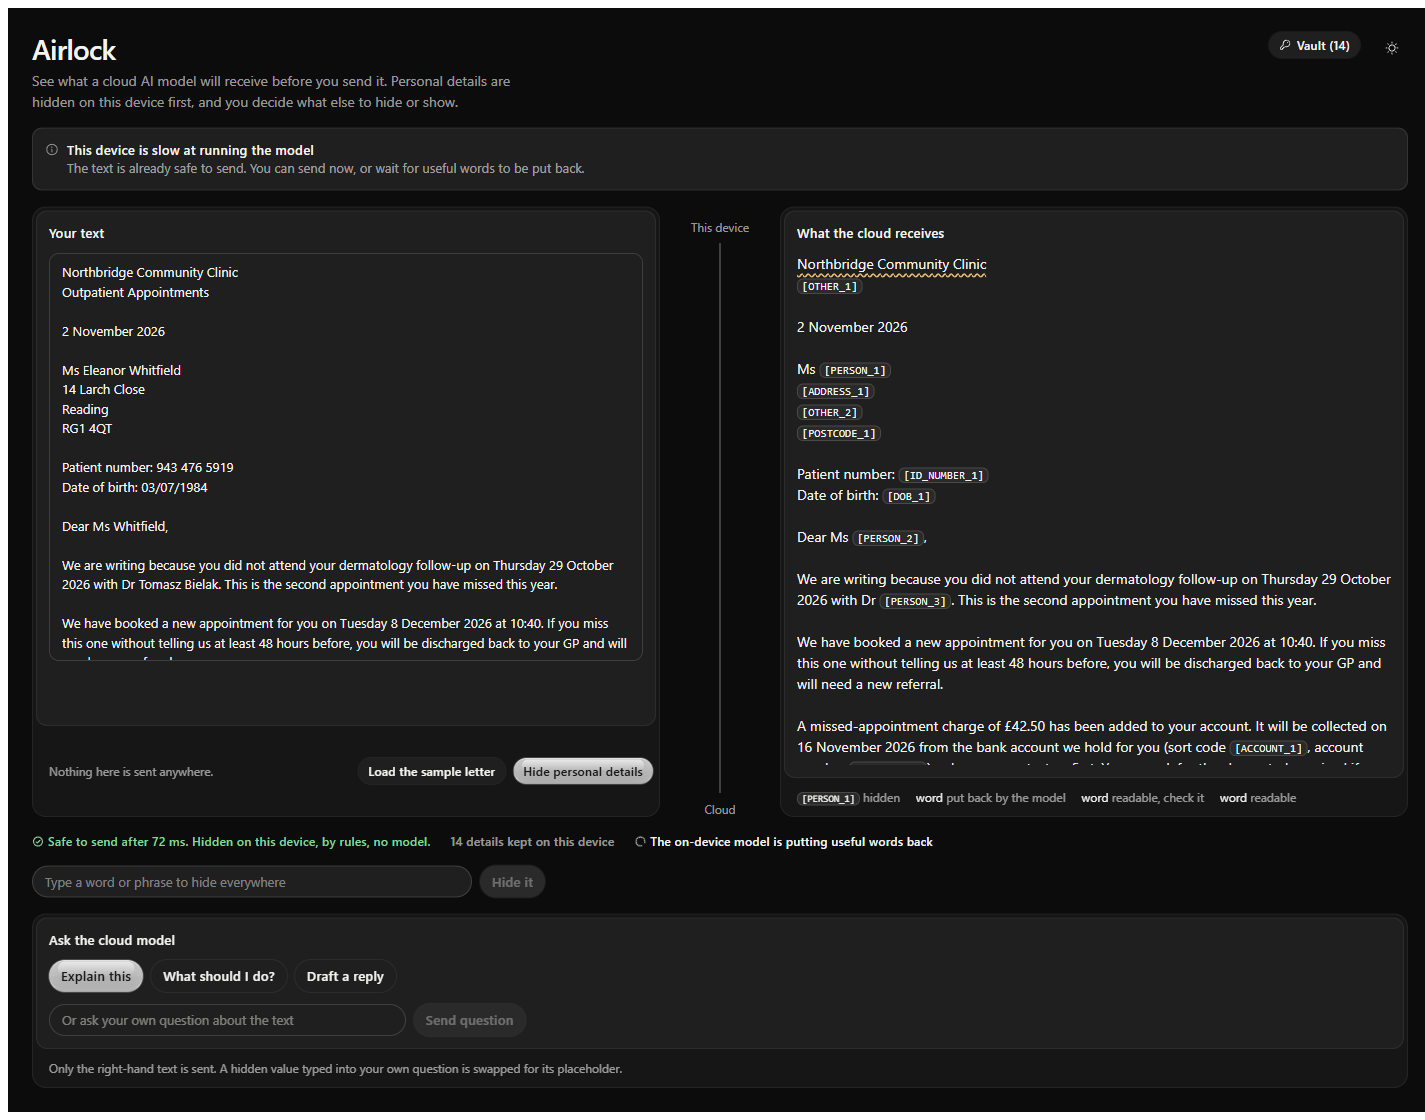 Airlock
Vault (14)
See what a cloud AI model will receive before you send it. Personal details are
hidden on this device first, and you decide what else to hide or show.
This device is slow at running the model
The text is already safe to send. You can send now, or wait for useful words to be put back.
Your text
Northbridge Community Clinic
Outpatient Appointments
2 November 2026
Ms Eleanor Whitfield
14 Larch Close
Reading
RG1 4QT
Patient number: 943 476 5919
Date of birth: 03/07/1984
Dear Ms Whitfield,
We are writing because you did not attend your dermatology follow-up on Thursday 29 October
2026 with Dr Tomasz Bielak. This is the second appointment you have missed this year.
We have booked a new appointment for you on Tuesday 8 December 2026 at 10:40. If you miss
this one without telling us at least 48 hours before, you will be discharged back to your GP and will
Nothing here is sent anywhere.
Load the sample letter
Hide personal details
This device
Cloud
What the cloud receives
Northbridge Community Clinic
[OTHER_1]
2 November 2026
Ms [PERSON_1]
[ADDRESS_1]
[OTHER_2]
[POSTCODE_1]
Patient number: [ID_NUMBER_1]
Date of birth: [DOB_1]
Dear Ms [PERSON_2],
We are writing because you did not attend your dermatology follow-up on Thursday 29 October
2026 with Dr [PERSON_3]. This is the second appointment you have missed this year.
We have booked a new appointment for you on Tuesday 8 December 2026 at 10:40. If you miss
this one without telling us at least 48 hours before, you will be discharged back to your GP and
will need a new referral.
A missed-appointment charge of £42.50 has been added to your account. It will be collected on
16 November 2026 from the bank account we hold for you (sort code [ACCOUNT_1], account
[PERSON_1] hidden word put back by the model word readable, check it word readable
Safe to send after 72 ms. Hidden on this device, by rules, no model. 14 details kept on this device The on-device model is putting useful words back
Type a word or phrase to hide everywhere
Hide it
Ask the cloud model
Explain this
What should I do?
Draft a reply
Or ask your own question about the text
Send question
Only the right-hand text is sent. A hidden value typed into your own question is swapped for its placeholder.